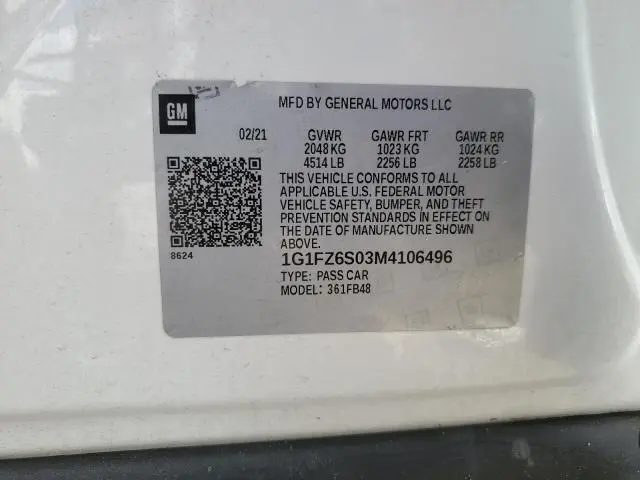 GM
MFD BY GENERAL MOTORS LLC
02/21 GVWR GAWR FRT GAWR RR
2048 KG 1023 KG 1024 KG
4514 LB 2256 LB 2258 LB
THIS VEHICLE CONFORMS TO ALL
APPLICABLE U.S. FEDERAL MOTOR
VEHICLE SAFETY, BUMPER, AND THEFT
PREVENTION STANDARDS IN EFFECT ON
THE DATE OF MANUFACTURE SHOWN
ABOVE.
8624
1G1FZ6S03M4106496
TYPE: PASS CAR
MODEL: 361FB48